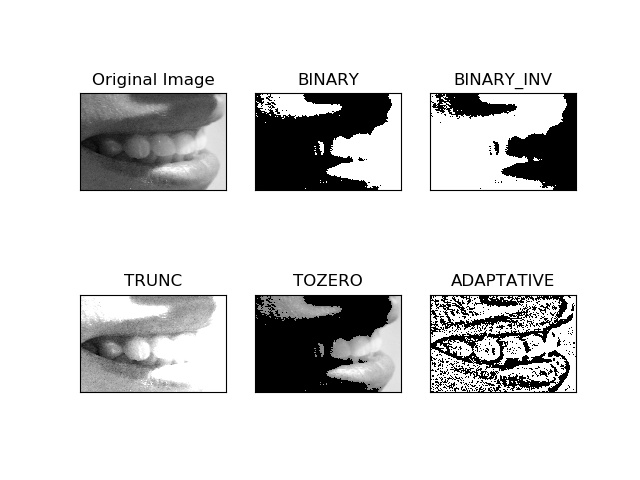 Original Image
BINARY
BINARY_INV
TRUNC
TOZERO
ADAPTATIVE